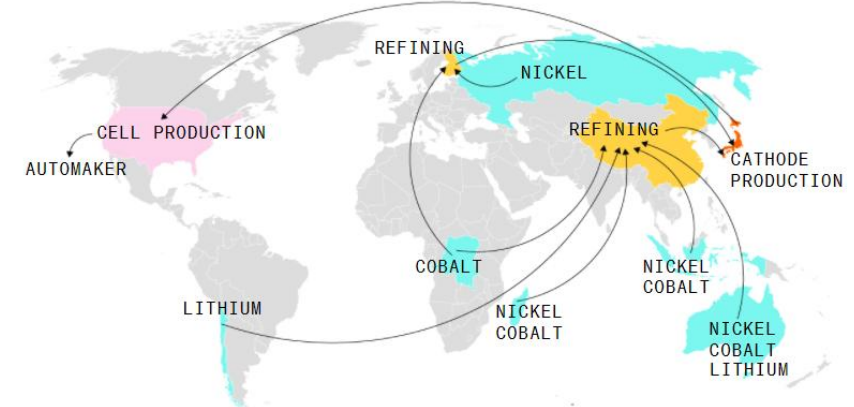 REFINING
NICKEL
CELL PRODUCTION
REFINING
AUTOMAKER
CATHODE
PRODUCTION
COBALT
NICKEL
COBALT
LITHIUM
NICKEL
COBALT
NICKEL
COBALT
LITHIUM